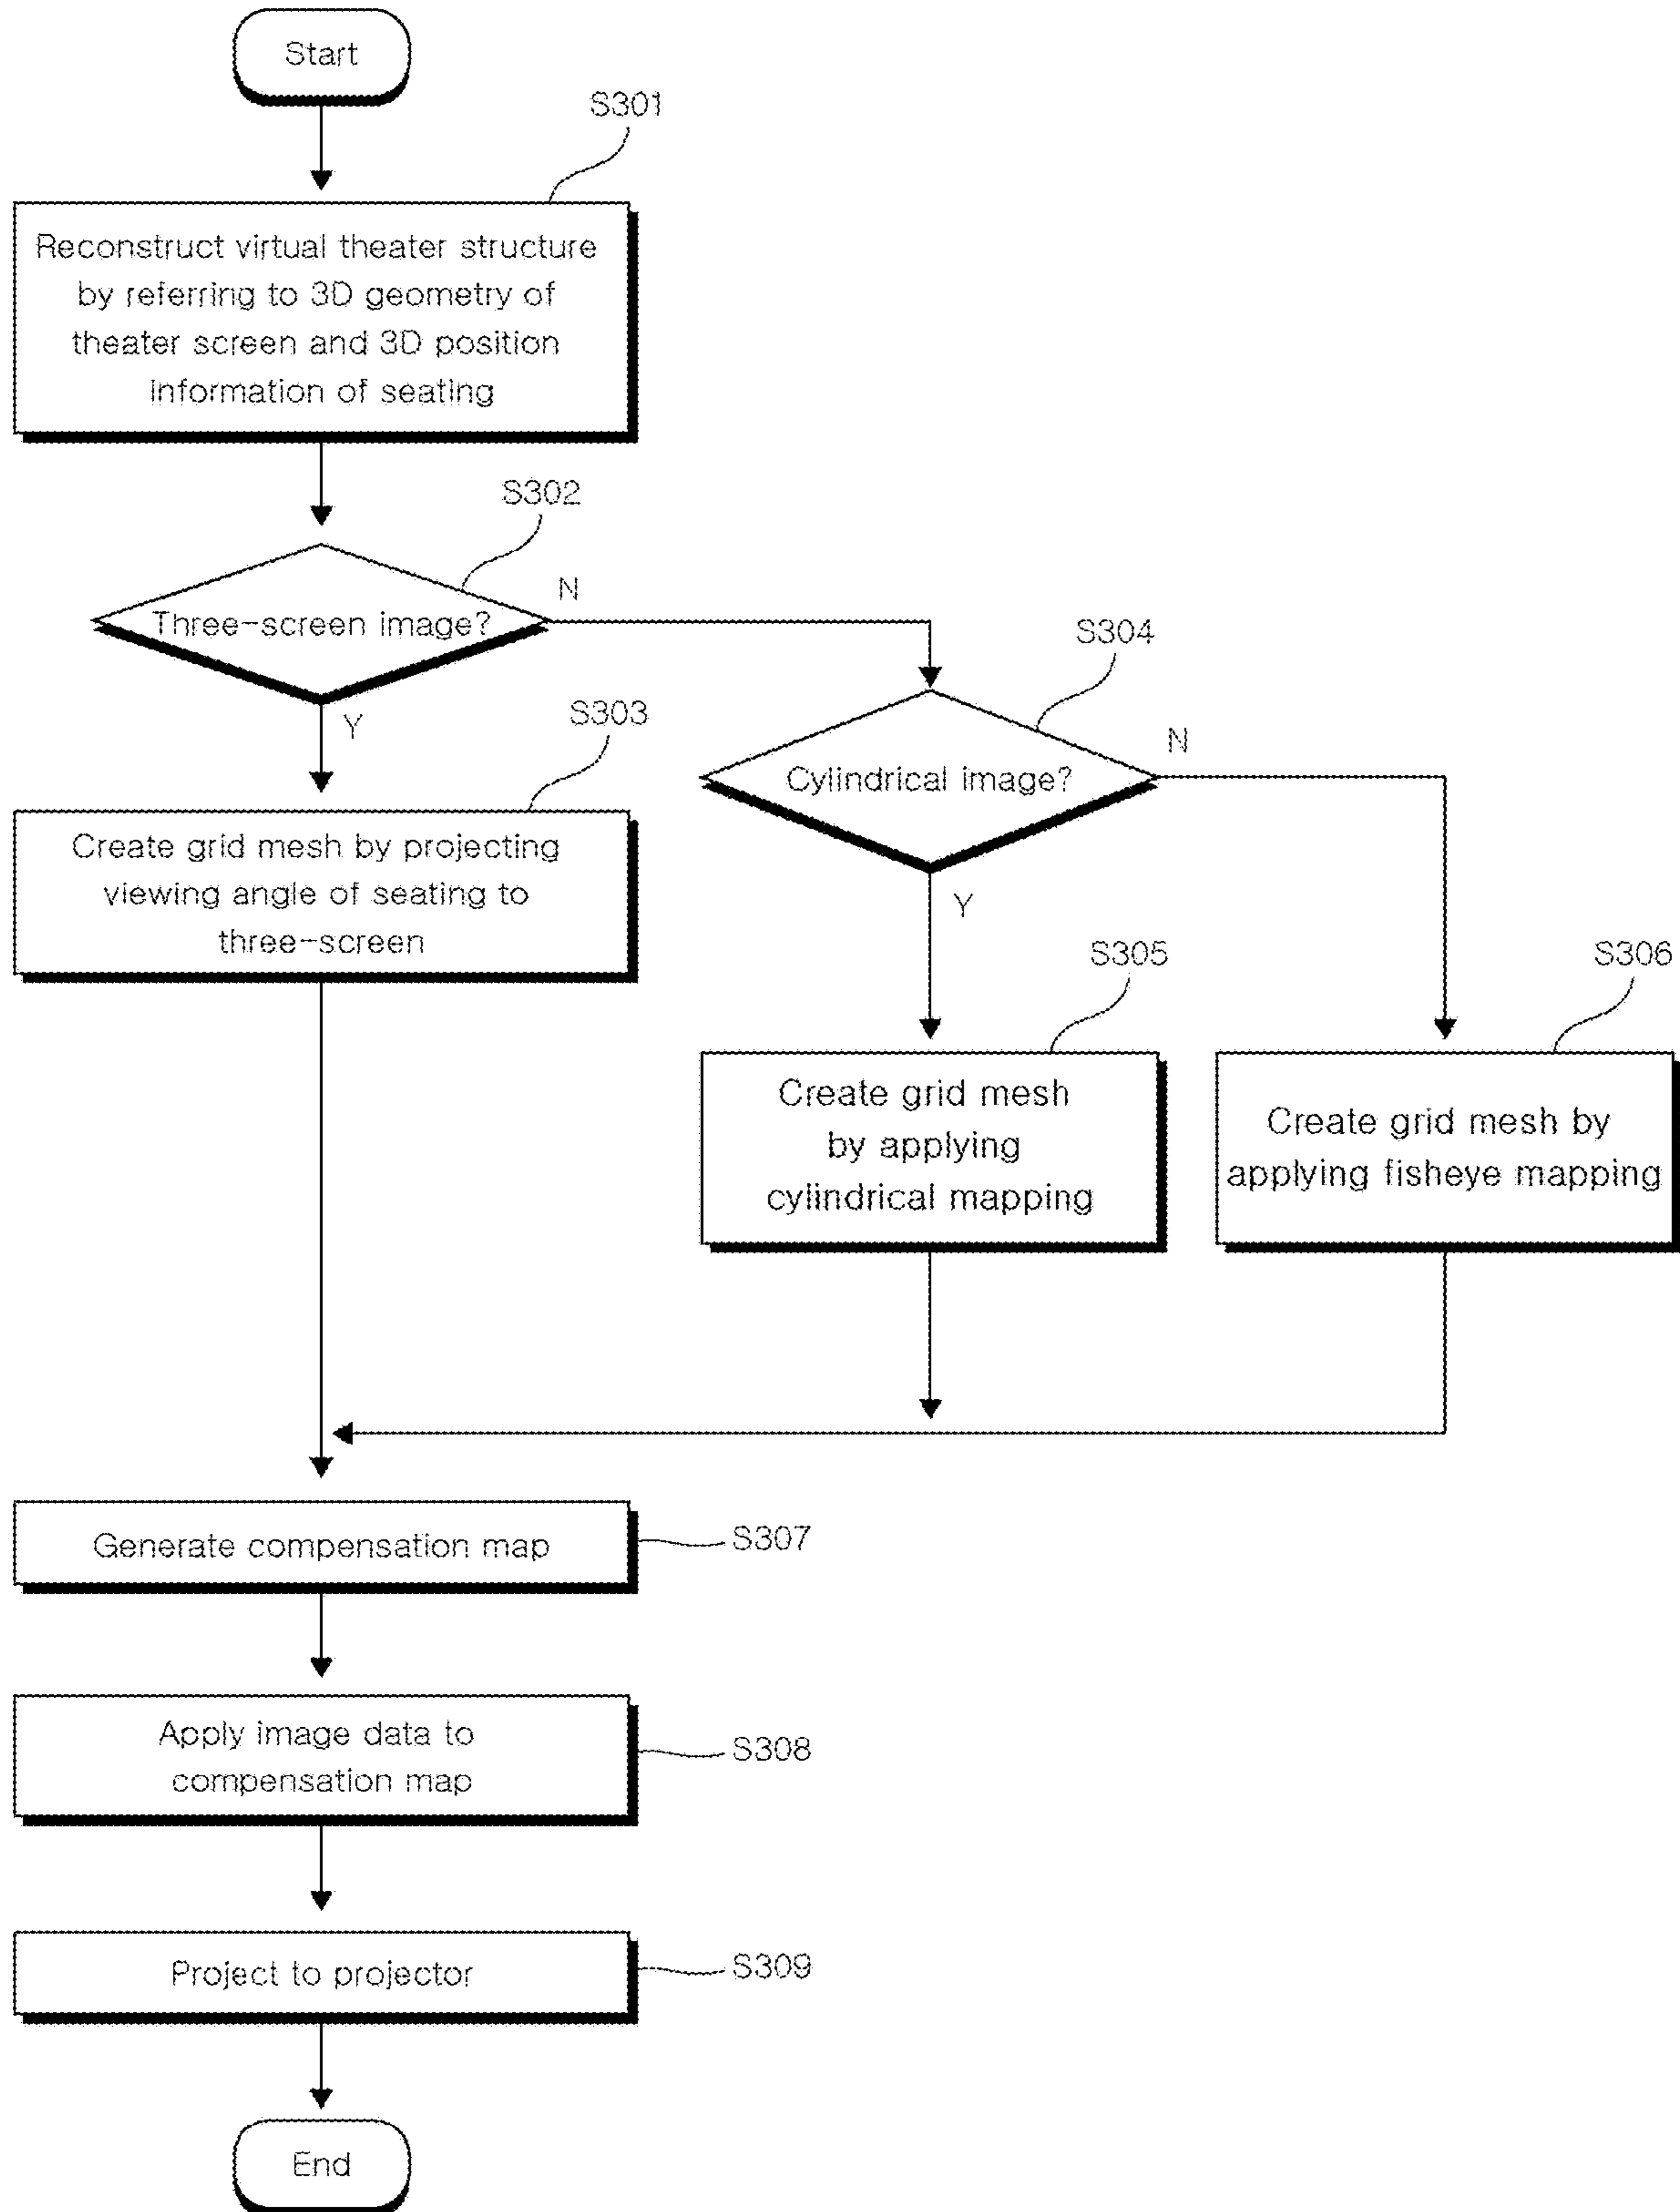 Start
S301
Reconstruct virtual theater structure
by referring to 3D geometry of
theater screen and 3D position
information of seating
S302
Three-screen image?
N
Y
S304
Cylindrical image?
N
Y
S303
Create grid mesh by projecting
viewing angle of seating to
three-screen
S305
Create grid mesh
by applying
cylindrical mapping
S306
Create grid mesh by
applying fisheye mapping
Generate compensation map
S307
Apply image data to
compensation map
S308
Project to projector
S309
End